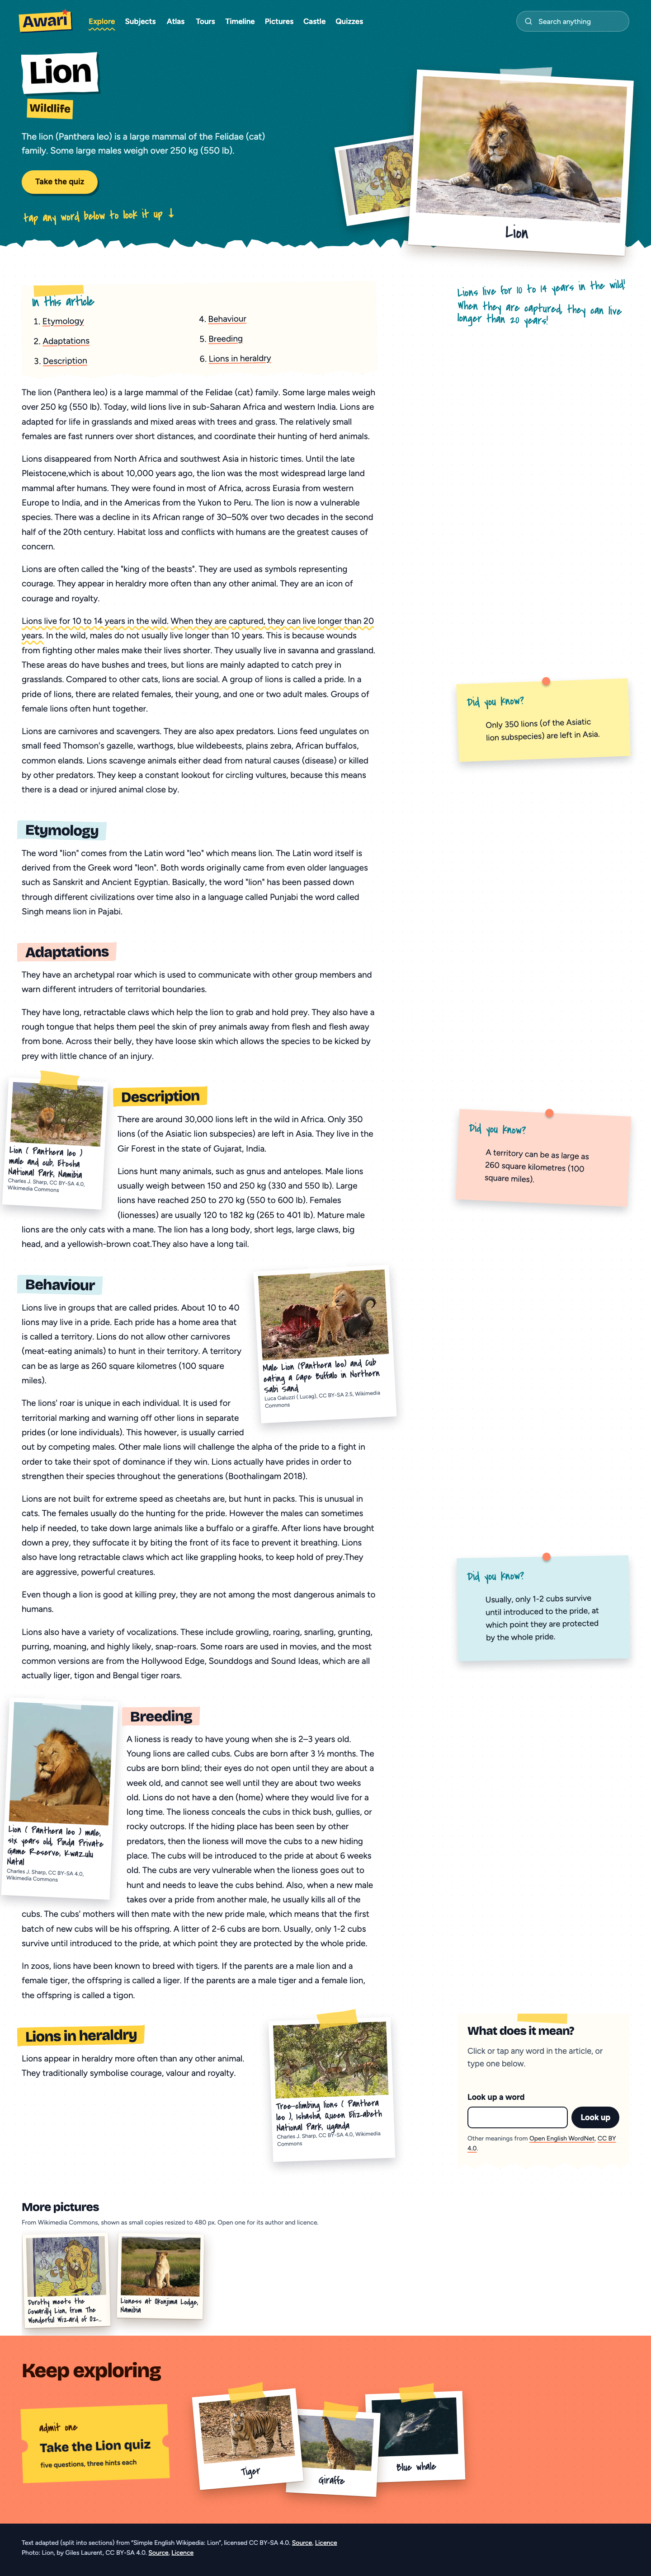 Awari
Explore
Subjects
Atlas
Tours
Timeline
Pictures
Castle
Quizzes
Search anything
Lion
Wildlife
The lion (Panthera leo) is a large mammal of the Felidae (cat)
family. Some large males weigh over 250 kg (550 lb).
Take the quiz
tap any word below to look it up ↓
Lion
In this article
1. Etymology
2. Adaptations
3. Description
4. Behaviour
5. Breeding
6. Lions in heraldry
Lions live for 10 to 14 years in the wild!
When they are captured, they can live
longer than 20 years!
The lion (Panthera leo) is a large mammal of the Felidae (cat) family. Some large males weigh
over 250 kg (550 lb). Today, wild lions live in sub-Saharan Africa and western India. Lions are
adapted for life in grasslands and mixed areas with trees and grass. The relatively small
females are fast runners over short distances, and coordinate their hunting of herd animals.
Lions disappeared from North Africa and southwest Asia in historic times. Until the late
Pleistocene,which is about 10,000 years ago, the lion was the most widespread large land
mammal after humans. They were found in most of Africa, across Eurasia from western
Europe to India, and in the Americas from the Yukon to Peru. The lion is now a vulnerable
species. There was a decline in its African range of 30–50% over two decades in the second
half of the 20th century. Habitat loss and conflicts with humans are the greatest causes of
concern.
Lions are often called the "king of the beasts". They are used as symbols representing
courage. They appear in heraldry more often than any other animal. They are an icon of
courage and royalty.
Lions live for 10 to 14 years in the wild. When they are captured, they can live longer than 20
years. In the wild, males do not usually live longer than 10 years. This is because wounds
from fighting other males make their lives shorter. They usually live in savanna and grassland.
These areas do have bushes and trees, but lions are mainly adapted to catch prey in
grasslands. Compared to other cats, lions are social. A group of lions is called a pride. In a
pride of lions, there are related females, their young, and one or two adult males. Groups of
female lions often hunt together.
Did you know?
Only 350 lions (of the Asiatic
lion subspecies) are left in Asia.
Lions are carnivores and scavengers. They are also apex predators. Lions feed ungulates on
small feed Thomson's gazelle, warthogs, blue wildebeests, plains zebra, African buffalos,
common elands. Lions scavenge animals either dead from natural causes (disease) or killed
by other predators. They keep a constant lookout for circling vultures, because this means
there is a dead or injured animal close by.
Etymology
The word "lion" comes from the Latin word "leo" which means lion. The Latin word itself is
derived from the Greek word "leon". Both words originally came from even older languages
such as Sanskrit and Ancient Egyptian. Basically, the word "lion" has been passed down
through different civilizations over time also in a language called Punjabi the word called
Singh means lion in Pajabi.
Adaptations
They have an archetypal roar which is used to communicate with other group members and
warn different intruders of territorial boundaries.
They have long, retractable claws which help the lion to grab and hold prey. They also have a
rough tongue that helps them peel the skin of prey animals away from flesh and flesh away
from bone. Across their belly, they have loose skin which allows the species to be kicked by
prey with little chance of an injury.
Lion ( Panthera leo )
male and cub, Etosha
National Park, Namibia
Charles J. Sharp, CC BY-SA 4.0,
Wikimedia Commons
Description
There are around 30,000 lions left in the wild in Africa. Only 350
lions (of the Asiatic lion subspecies) are left in Asia. They live in the
Gir Forest in the state of Gujarat, India.
Lions hunt many animals, such as gnus and antelopes. Male lions
usually weigh between 150 and 250 kg (330 and 550 lb). Large
lions have reached 250 to 270 kg (550 to 600 lb). Females
(lionesses) are usually 120 to 182 kg (265 to 401 lb). Mature male
lions are the only cats with a mane. The lion has a long body, short legs, large claws, big
head, and a yellowish-brown coat.They also have a long tail.
Did you know?
A territory can be as large as
260 square kilometres (100
square miles).
Behaviour
Lions live in groups that are called prides. About 10 to 40
lions may live in a pride. Each pride has a home area that
is called a territory. Lions do not allow other carnivores
(meat-eating animals) to hunt in their territory. A territory
can be as large as 260 square kilometres (100 square
miles).
Male Lion (Panthera leo) and Cub
eating a Cape Buffalo in Northern
Sabi Sand
Luca Galuzzi ( Lucag), CC BY-SA 2.5, Wikimedia
Commons
The lions' roar is unique in each individual. It is used for
territorial marking and warning off other lions in separate
prides (or lone individuals). This however, is usually carried
out by competing males. Other male lions will challenge the alpha of the pride to a fight in
order to take their spot of dominance if they win. Lions actually have prides in order to
strengthen their species throughout the generations (Boothalingam 2018).
Lions are not built for extreme speed as cheetahs are, but hunt in packs. This is unusual in
cats. The females usually do the hunting for the pride. However the males can sometimes
help if needed, to take down large animals like a buffalo or a giraffe. After lions have brought
down a prey, they suffocate it by biting the front of its face to prevent it breathing. Lions
also have long retractable claws which act like grappling hooks, to keep hold of prey.They
are aggressive, powerful creatures.
Even though a lion is good at killing prey, they are not among the most dangerous animals to
humans.
Lions also have a variety of vocalizations. These include growling, roaring, snarling, grunting,
purring, moaning, and highly likely, snap-roars. Some roars are used in movies, and the most
common versions are from the Hollywood Edge, Sounddogs and Sound Ideas, which are all
actually liger, tigon and Bengal tiger roars.
Did you know?
Usually, only 1-2 cubs survive
until introduced to the pride, at
which point they are protected
by the whole pride.
Lion ( Panthera leo ) male,
six years old, Pinda Private
Game Reserve, KwaZulu
Natal
Charles J. Sharp, CC BY-SA 4.0,
Wikimedia Commons
Breeding
A lioness is ready to have young when she is 2–3 years old.
Young lions are called cubs. Cubs are born after 3 ½ months. The
cubs are born blind; their eyes do not open until they are about a
week old, and cannot see well until they are about two weeks
old. Lions do not have a den (home) where they would live for a
long time. The lioness conceals the cubs in thick bush, gullies, or
rocky outcrops. If the hiding place has been seen by other
predators, then the lioness will move the cubs to a new hiding
place. The cubs will be introduced to the pride at about 6 weeks
old. The cubs are very vulnerable when the lioness goes out to
hunt and needs to leave the cubs behind. Also, when a new male
takes over a pride from another male, he usually kills all of the
cubs. The cubs' mothers will then mate with the new pride male, which means that the first
batch of new cubs will be his offspring. A litter of 2-6 cubs are born. Usually, only 1-2 cubs
survive until introduced to the pride, at which point they are protected by the whole pride.
In zoos, lions have been known to breed with tigers. If the parents are a male lion and a
female tiger, the offspring is called a liger. If the parents are a male tiger and a female lion,
the offspring is called a tigon.
Lions in heraldry
Lions appear in heraldry more often than any other animal.
They traditionally symbolise courage, valour and royalty.
Tree-climbing lions ( Panthera
leo ), Ishasha, Queen Elizabeth
National Park, Uganda
Charles J. Sharp, CC BY-SA 4.0, Wikimedia
Commons
What does it mean?
Click or tap any word in the article, or
type one below.
Look up a word
Look up
Other meanings from Open English WordNet, CC BY
4.0.
More pictures
From Wikimedia Commons, shown as small copies resized to 480 px. Open one for its author and licence.
Dorothy meets the
Cowardly Lion, from The
Wonderful Wizard of Oz...
Lioness at Okonjima Lodge,
Namibia
Keep exploring
admit one
Take the Lion quiz
five questions, three hints each
Tiger
Giraffe
Blue whale
Text adapted (split into sections) from "Simple English Wikipedia: Lion", licensed CC BY-SA 4.0. Source, Licence
Photo: Lion, by Giles Laurent, CC BY-SA 4.0. Source, Licence